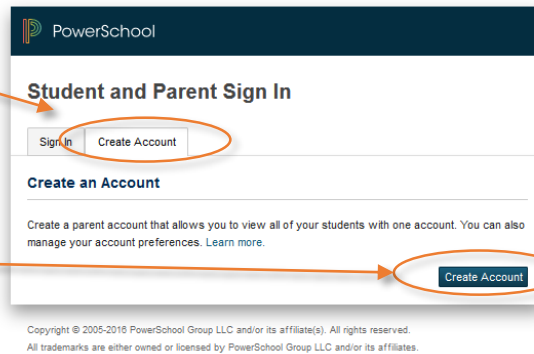 PowerSchool
Student and Parent Sign In
Sign In Create Account
Create an Account
Create a parent account that allows you to view all of your students with one account. You can also
manage your account preferences. Learn more.
Create Account
Copyright © 2005-2016 PowerSchool Group LLC and/or its affiliate(s). All rights reserved.
All trademarks are either owned or licensed by PowerSchool Group LLC and/or its affiliates.